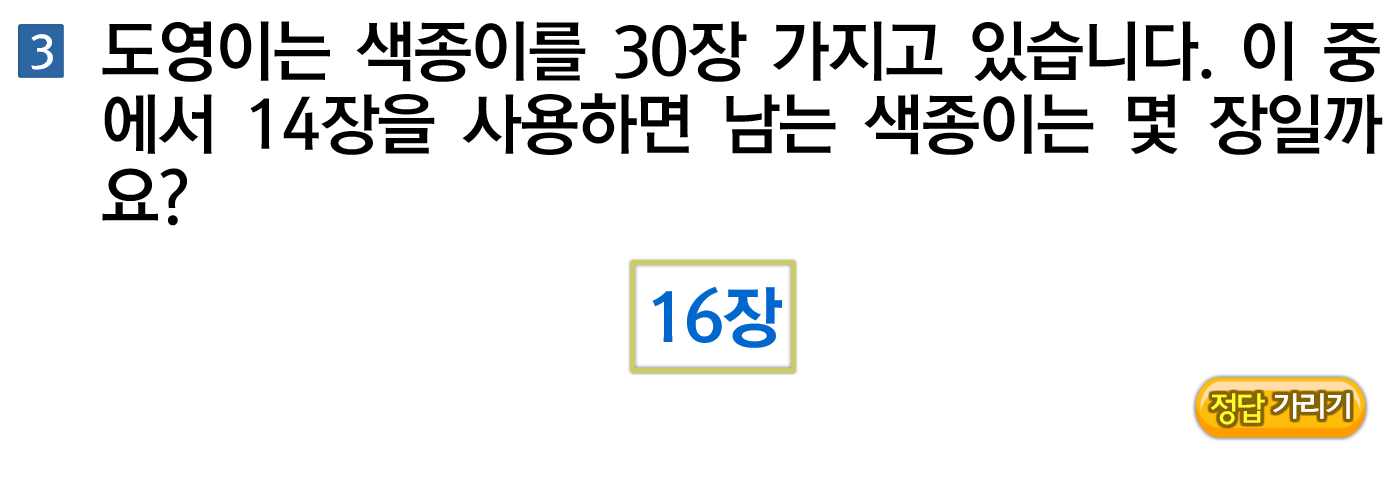 3 도영이는 색종이를 30장 가지고 있습니다. 이 중
에서 14장을 사용하면 남는 색종이는 몇 장일까
요?
16장
정답 가리기